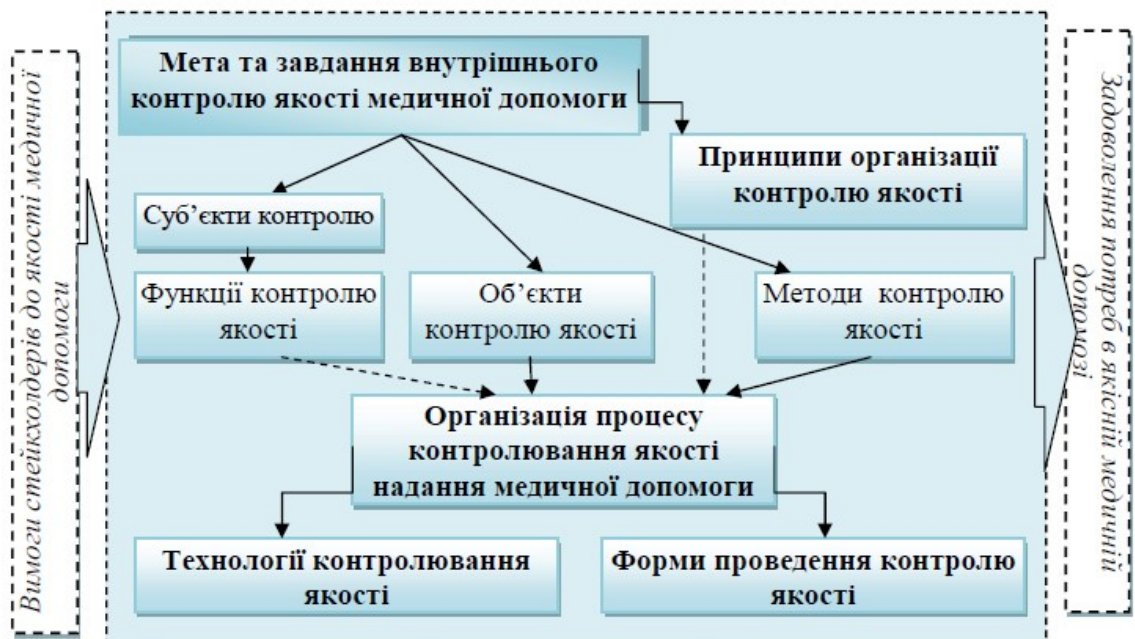 Вимоги стейкхолдерів до якості медичної
допомоги
Мета та завдання внутрішнього
контролю якості медичної допомоги
Принципи організації
контролю якості
Суб’єкти контролю
Функції контролю
якості
Об’єкти
контролю якості
Методи контролю
якості
Організація процесу
контролювання якості
надання медичної допомоги
Технології контролювання
якості
Форми проведення контролю
якості
Задоволення потреб в якісній медичній
допомозі